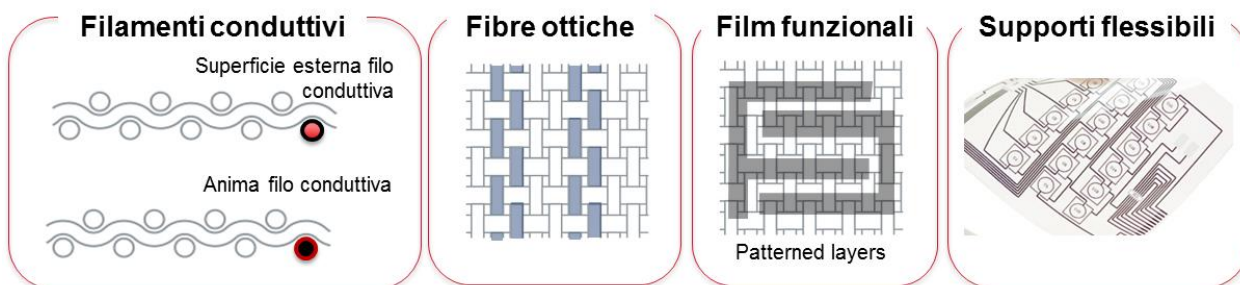 Filamenti conduttivi
Superficie esterna filo
conduttiva
Anima filo conduttiva
Fibre ottiche
Film funzionali
Patterned layers
Supporti flessibili